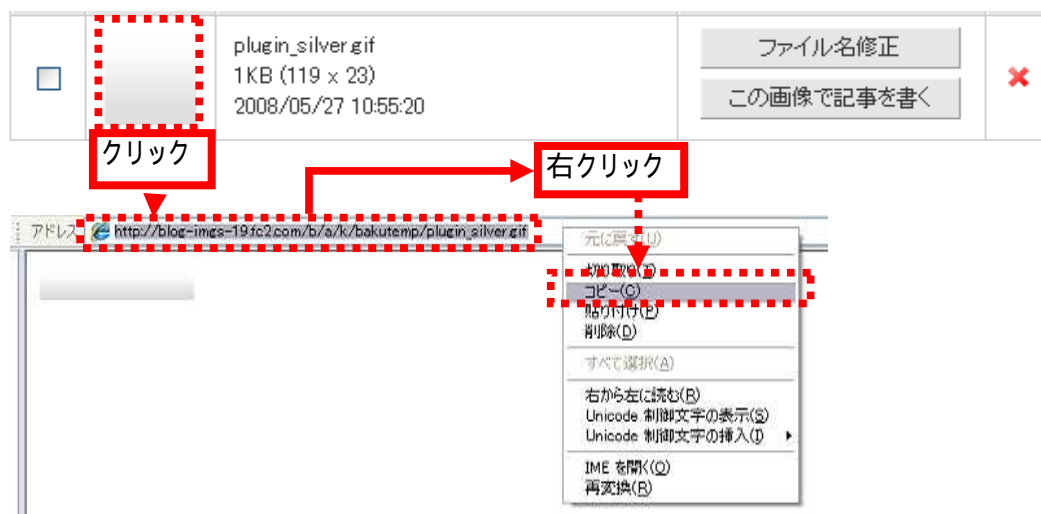 plugin_silver.gif
1KB (119 x 23)
2008/05/27 10:55:20
ファイル名修正
この画像で記事を書く
クリック
右クリック
アドレス
http://blog-imgs-19.fc2.com/b/a/k/bakutemp/plugin_silver.gif
元に戻す(U)
切り取り(T)
コピー(C)
貼り付け(P)
削除(D)
すべて選択(A)
右から左に読む(R)
Unicode 制御文字の表示(S)
Unicode 制御文字の挿入(I)
IME を開く(O)
再変換(R)